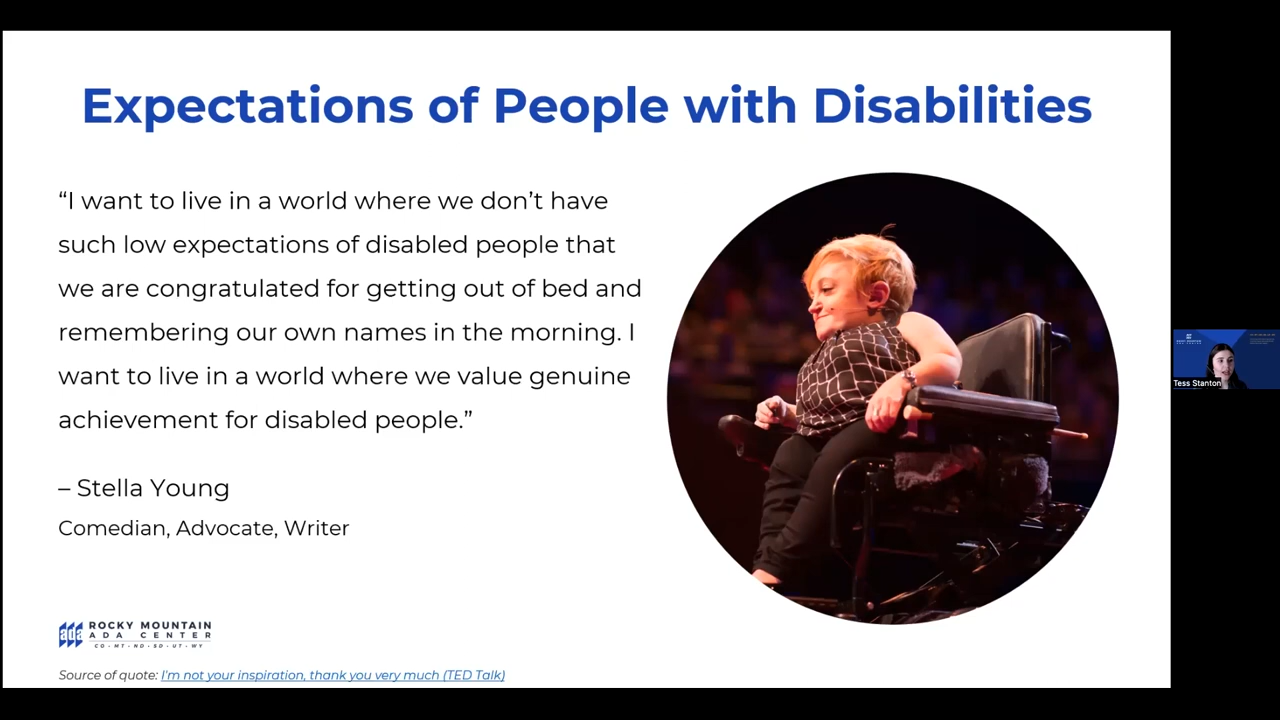 Expectations of People with Disabilities
“I want to live in a world where we don’t have
such low expectations of disabled people that
we are congratulated for getting out of bed and
remembering our own names in the morning. I
want to live in a world where we value genuine
achievement for disabled people.”
– Stella Young
Comedian, Advocate, Writer
ada
ROCKY MOUNTAIN
ADA CENTER
CO • MT • ND • SD • UT • WY
Source of quote: I'm not your inspiration, thank you very much (TED Talk)
Tess Stanton